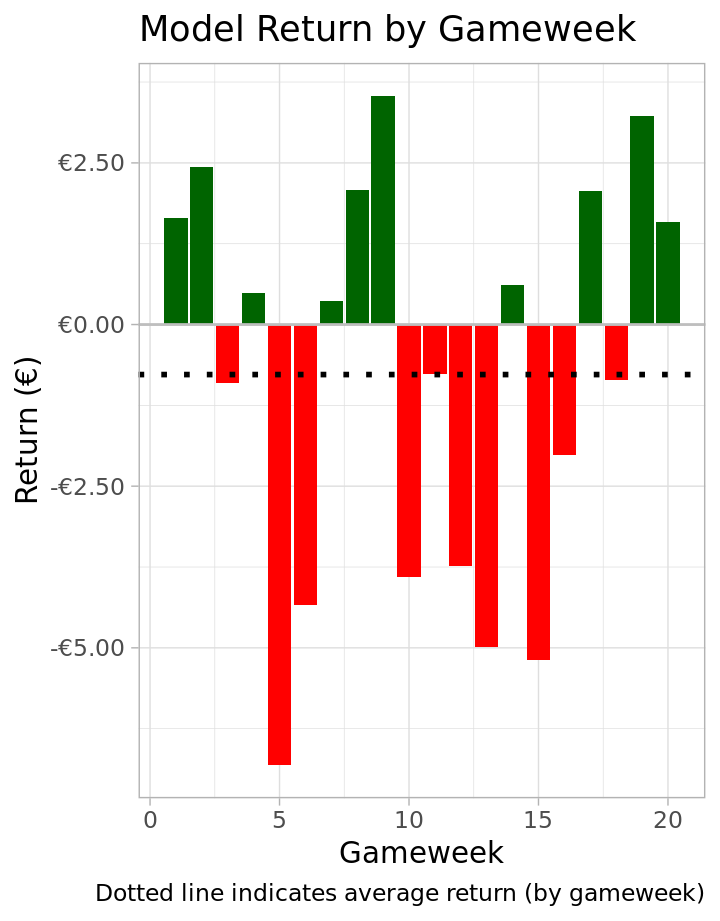 Model Return by Gameweek
€2.50
€0.00
-€2.50
-€5.00
Return (€)
0 5 10 15 20
Gameweek
Dotted line indicates average return (by gameweek)